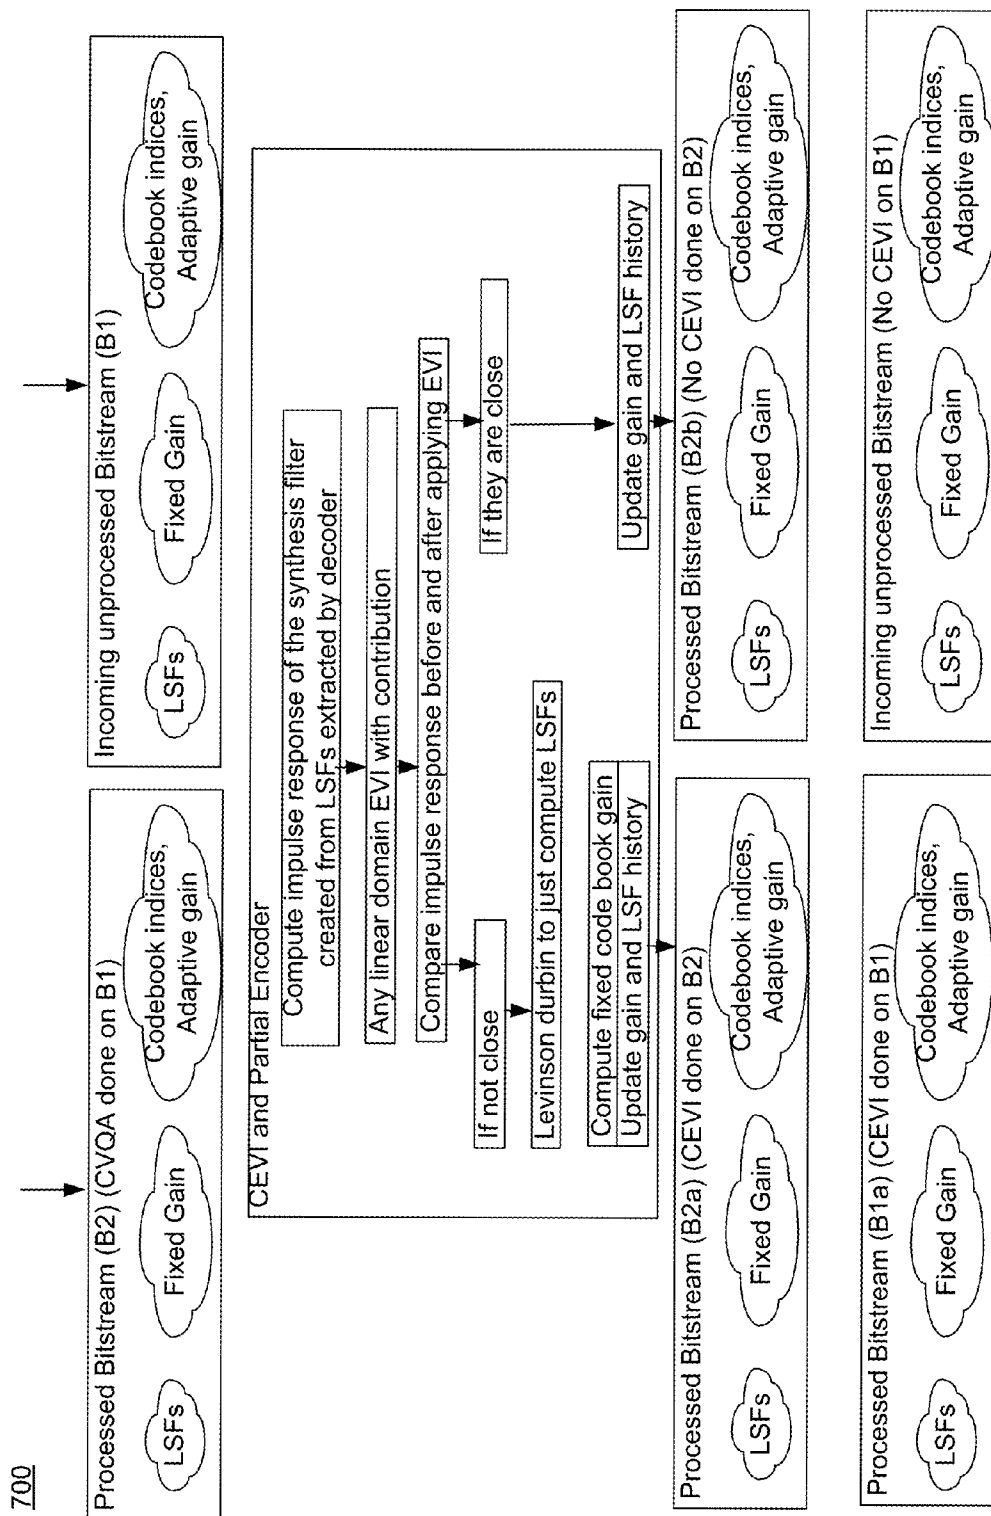 700
Processed Bitstream (B2) (CVQA done on B1)
LSFs
Fixed Gain
Codebook indices,
Adaptive gain
Incoming unprocessed Bitstream (B1)
LSFs
Fixed Gain
Codebook indices,
Adaptive gain
CEVI and Partial Encoder
Compute impulse response of the synthesis filter
created from LSFs extracted by decoder
Any linear domain EVI with contribution
Compare impulse response before and after applying EVI
If not close
If they are close
Levinson durbin to just compute LSFs
Compute fixed code book gain
Update gain and LSF history
Update gain and LSF history
Processed Bitstream (B2a) (CEVI done on B2)
LSFs
Fixed Gain
Codebook indices,
Adaptive gain
Processed Bitstream (B2b) (No CEVI done on B2)
LSFs
Fixed Gain
Codebook indices,
Adaptive gain
Processed Bitstream (B1a) (CEVI done on B1)
LSFs
Fixed Gain
Codebook indices,
Adaptive gain
Incoming unprocessed Bitstream (No CEVI on B1)
LSFs
Fixed Gain
Codebook indices,
Adaptive gain